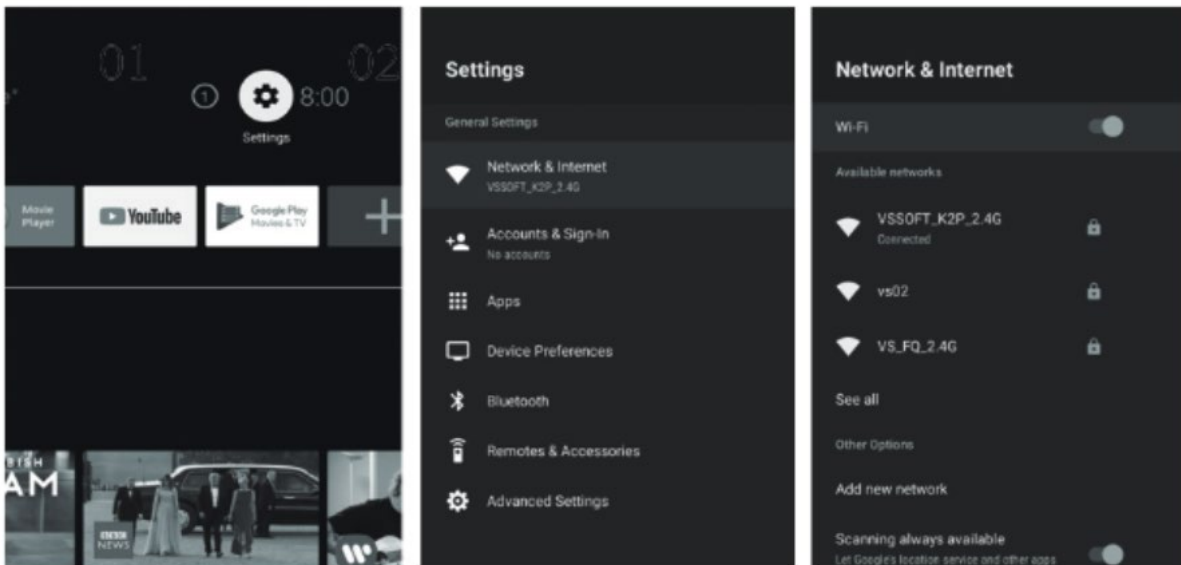 01
02
1
8:00
Settings
Movie
Player
YouTube
Google Play
Movies & TV
BBC
NEWS
Settings
General Settings
Network & Internet
VSSOFT_K2P_2.4G
Accounts & Sign-In
No accounts
Apps
Device Preferences
Bluetooth
Remotes & Accessories
Advanced Settings
Network & Internet
Wi-Fi
Available networks
VSSOFT_K2P_2.4G
Connected
vs02
VS_FQ_2.4G
See all
Other Options
Add new network
Scanning always available
Let Google's location service and other apps